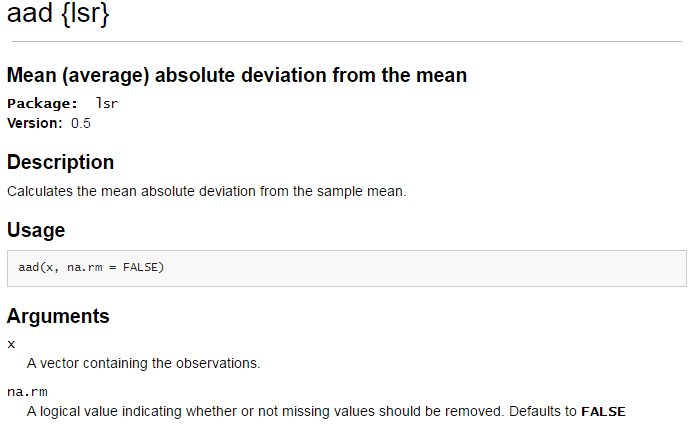 aad {lsr}
Mean (average) absolute deviation from the mean
Package: lsr
Version: 0.5
Description
Calculates the mean absolute deviation from the sample mean.
Usage
aad(x, na.rm = FALSE)
Arguments
x
A vector containing the observations.
na.rm
A logical value indicating whether or not missing values should be removed. Defaults to FALSE